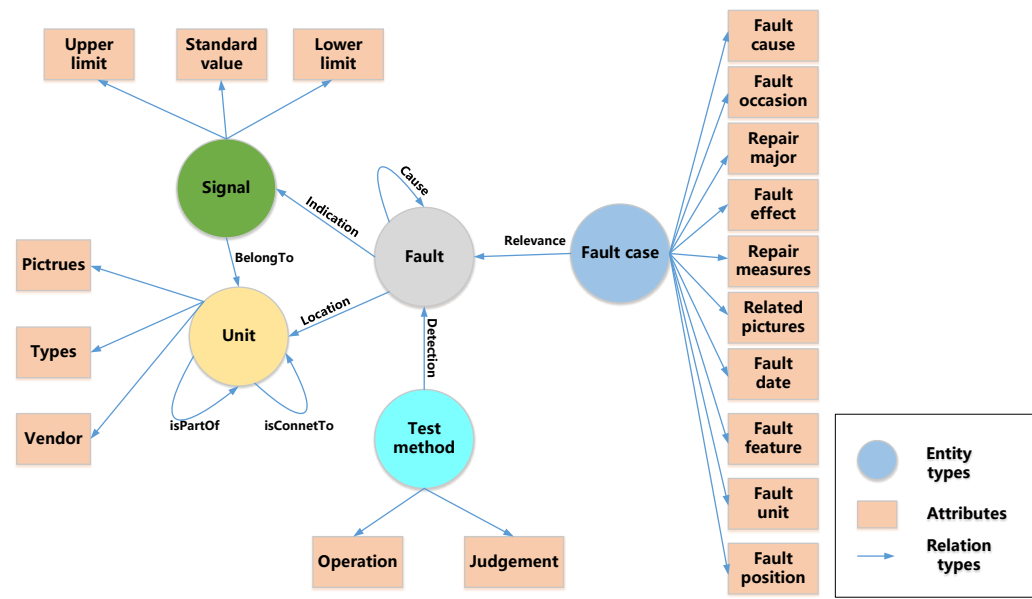 Upper
limit
Standard
value
Lower
limit
Signal
Indication
Cause
BelongTo
Pictrues
Types
Vendor
Unit
Location
isPartOf
isConnetTo
Fault
Relevance
Fault case
Detection
Test
method
Operation
Judgement
Fault
cause
Fault
occasion
Repair
major
Fault
effect
Repair
measures
Related
pictures
Fault
date
Fault
feature
Fault
unit
Fault
position
Entity
types
Attributes
Relation
types